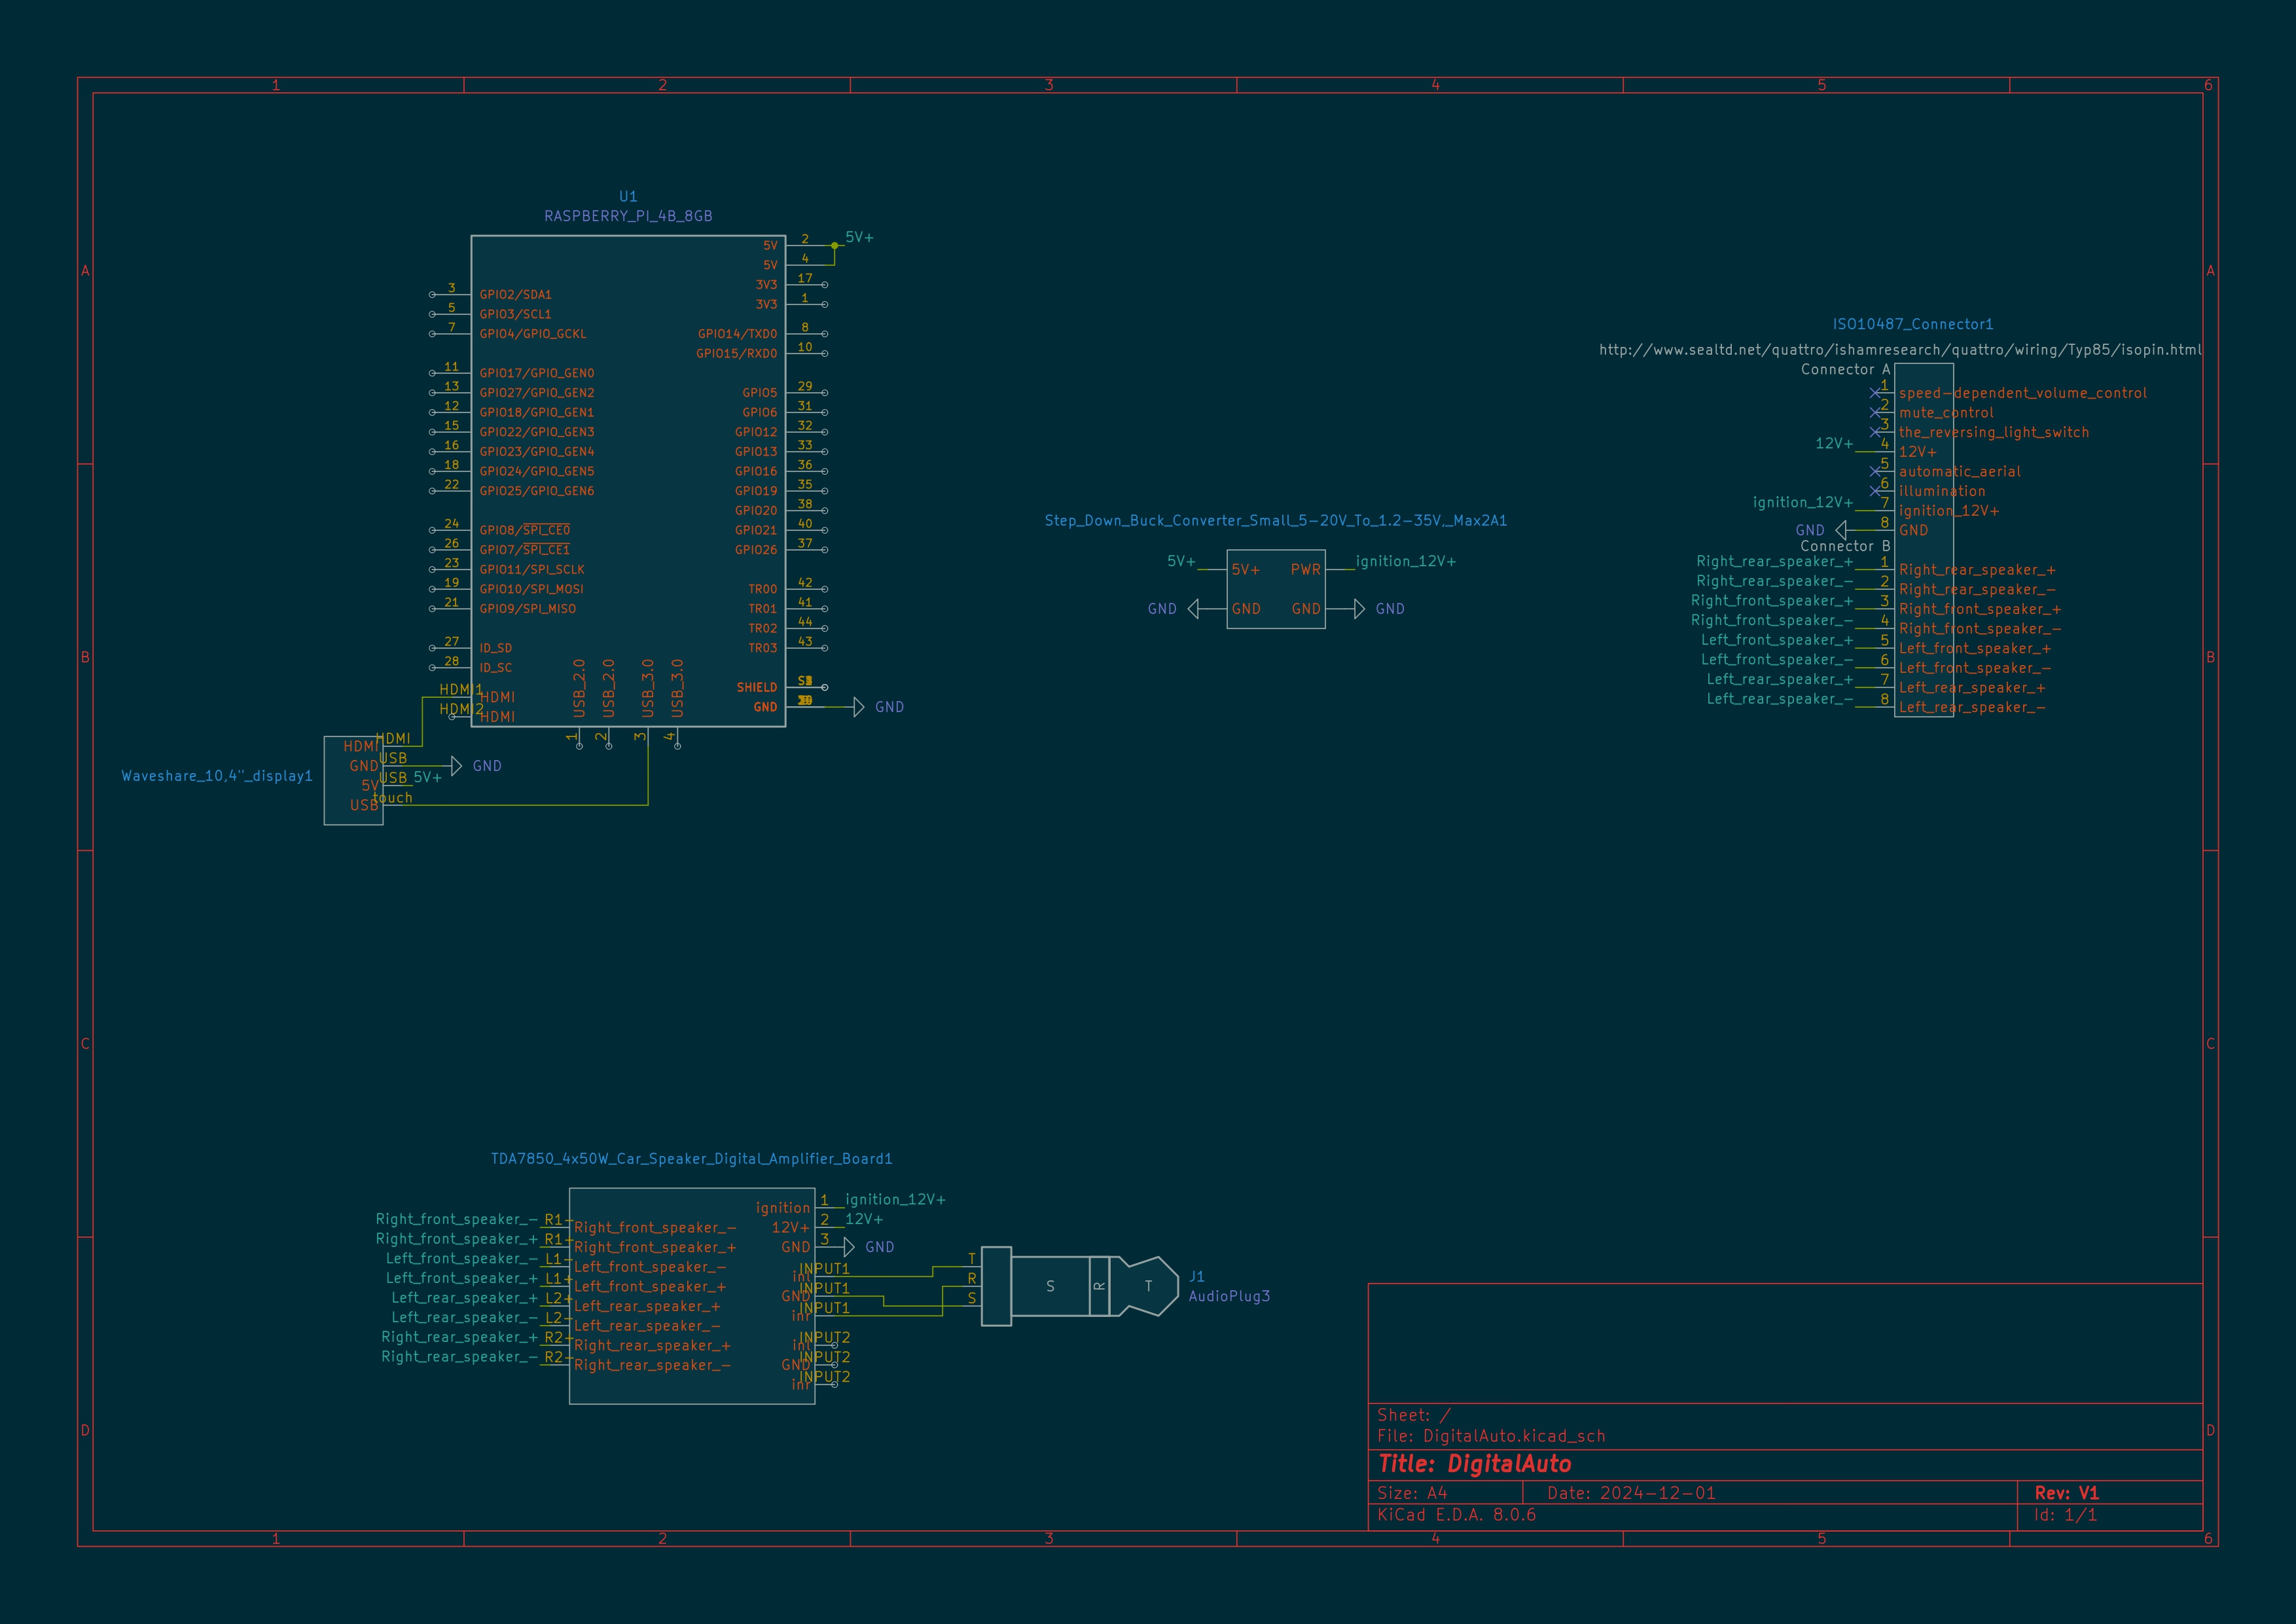 1 2 3 4 5 6
A
B
C
D
U1
RASPBERRY_PI_4B_8GB
2 5V
5V+
4 5V
17 3V3
1 3V3
3 GPIO2/SDA1
5 GPIO3/SCL1
7 GPIO4/GPIO_GCKL
8 GPIO14/TXD0
10 GPIO15/RXD0
11 GPIO17/GPIO_GEN0
13 GPIO27/GPIO_GEN2
12 GPIO18/GPIO_GEN1
15 GPIO22/GPIO_GEN3
16 GPIO23/GPIO_GEN4
18 GPIO24/GPIO_GEN5
22 GPIO25/GPIO_GEN6
29 GPIO5
31 GPIO6
32 GPIO12
33 GPIO13
36 GPIO16
35 GPIO19
38 GPIO20
40 GPIO21
37 GPIO26
24 GPIO8/SPI_CE0
26 GPIO7/SPI_CE1
23 GPIO11/SPI_SCLK
19 GPIO10/SPI_MOSI
21 GPIO9/SPI_MISO
42 TR00
41 TR01
44 TR02
43 TR03
27 ID_SD
28 ID_SC
HDMI1 HDMI
HDMI2 HDMI
USB_2.0 1
USB_2.0 2
USB_3.0 3
USB_3.0 4
SHIELD
GND
GND
Waveshare_10,4"_display1
HDMI HDMI
GND USB
GND
5V USB
5V+
USB touch
Step_Down_Buck_Converter_Small_5-20V_To_1.2-35V,_Max2A1
5V+ 5V+ PWR ignition_12V+
GND GND GND GND
ISO10487_Connector1
http://www.sealtd.net/quattro/ishamresearch/quattro/wiring/Typ85/isopin.html
Connector A
1 speed-dependent_volume_control
2 mute_control
3 the_reversing_light_switch
12V+ 4 12V+
5 automatic_aerial
6 illumination
ignition_12V+ 7 ignition_12V+
GND 8 GND
Connector B
Right_rear_speaker_+ 1 Right_rear_speaker_+
Right_rear_speaker_- 2 Right_rear_speaker_-
Right_front_speaker_+ 3 Right_front_speaker_+
Right_front_speaker_- 4 Right_front_speaker_-
Left_front_speaker_+ 5 Left_front_speaker_+
Left_front_speaker_- 6 Left_front_speaker_-
Left_rear_speaker_+ 7 Left_rear_speaker_+
Left_rear_speaker_- 8 Left_rear_speaker_-
TDA7850_4x50W_Car_Speaker_Digital_Amplifier_Board1
Right_front_speaker_- R1- Right_front_speaker_-
Right_front_speaker_+ R1+ Right_front_speaker_+
Left_front_speaker_- L1- Left_front_speaker_-
Left_front_speaker_+ L1+ Left_front_speaker_+
Left_rear_speaker_+ L2+ Left_rear_speaker_+
Left_rear_speaker_- L2- Left_rear_speaker_-
Right_rear_speaker_+ R2+ Right_rear_speaker_+
Right_rear_speaker_- R2- Right_rear_speaker_-
ignition 1 ignition_12V+
12V+ 2 12V+
GND 3 GND
INPUT1
INPUT1
GND
INPUT1
inr
INPUT2
INPUT2
GND
INPUT2
inr
T
R
S
S R T
J1
AudioPlug3
Sheet: /
File: DigitalAuto.kicad_sch
Title: DigitalAuto
Size: A4 Date: 2024-12-01 Rev: V1
KiCad E.D.A. 8.0.6 Id: 1/1
A
B
C
D
1 2 3 4 5 6